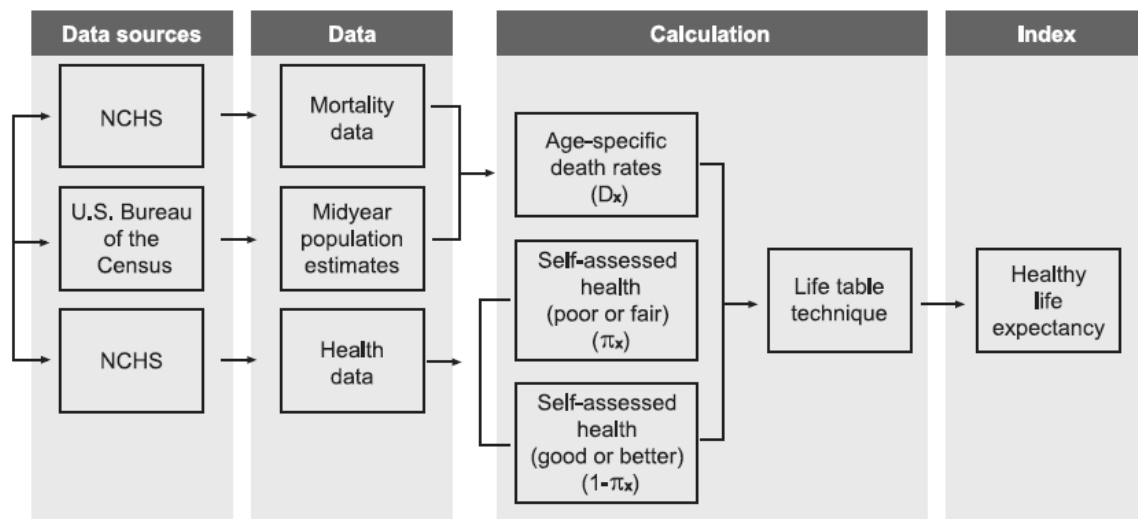 Data sources
Data
Calculation
Index
NCHS
Mortality
data
U.S. Bureau
of the
Census
Midyear
population
estimates
NCHS
Health
data
Age-specific
death rates
(Dx)
Self-assessed
health
(poor or fair)
(πx)
Self-assessed
health
(good or better)
(1-πx)
Life table
technique
Healthy
life
expectancy